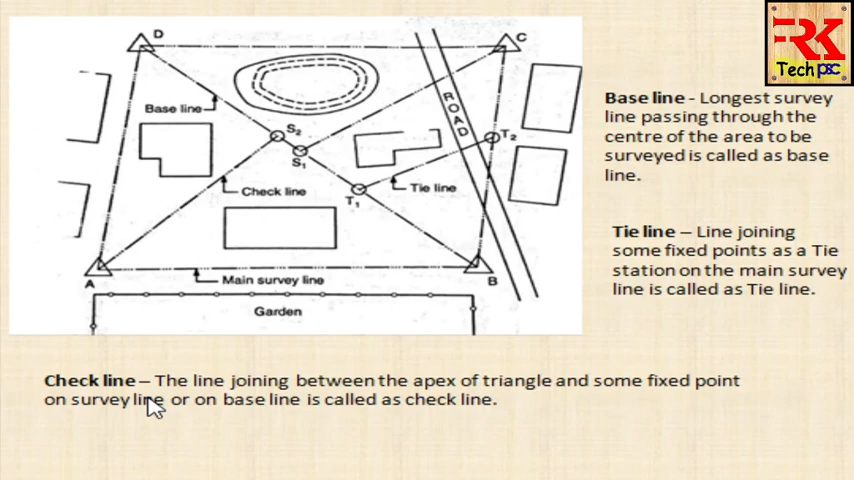 D
C
RK
Tech psc
Base line
ROAD
S2
S1
T2
Check line
Tie line
T1
A
Main survey line
B
Garden
Base line - Longest survey
line passing through the
centre of the area to be
surveyed is called as base
line.
Tie line – Line joining
some fixed points as a Tie
station on the main survey
line is called as Tie line.
Check line – The line joining between the apex of triangle and some fixed point
on survey line or on base line is called as check line.